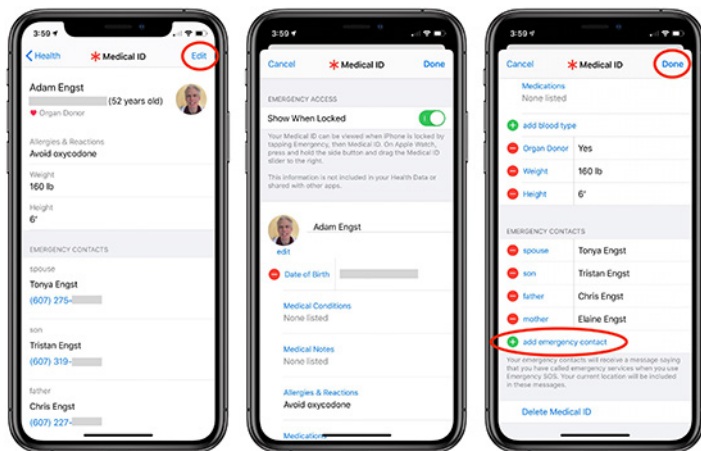 3:59
Health
Medical ID
Edit
Adam Engst
(52 years old)
Organ Donor
Allergies & Reactions
Avoid oxycodone
Weight
160 lb
Height
6'
EMERGENCY CONTACTS
spouse
Tonya Engst
(607) 275-
son
Tristan Engst
(607) 319-
father
Chris Engst
(607) 227-
3:59
Cancel
Medical ID
Done
EMERGENCY ACCESS
Show When Locked
Your Medical ID can be viewed when iPhone is locked by
tapping Emergency, then Medical ID. On Apple Watch,
press and hold the side button and drag the Medical ID
slider to the right.
This information is not included in your Health Data or
shared with other apps.
Adam Engst
edit
Date of Birth
Medical Conditions
None listed
Medical Notes
None listed
Allergies & Reactions
Avoid oxycodone
Medications
3:59
Cancel
Medical ID
Done
Medications
None listed
add blood type
Organ Donor Yes
Weight 160 lb
Height 6'
EMERGENCY CONTACTS
spouse Tonya Engst
son Tristan Engst
father Chris Engst
mother Elaine Engst
add emergency contact
Your emergency contacts will receive a message saying
that you have called emergency services when you use
Emergency SOS. Your current location will be included
in these messages.
Delete Medical ID